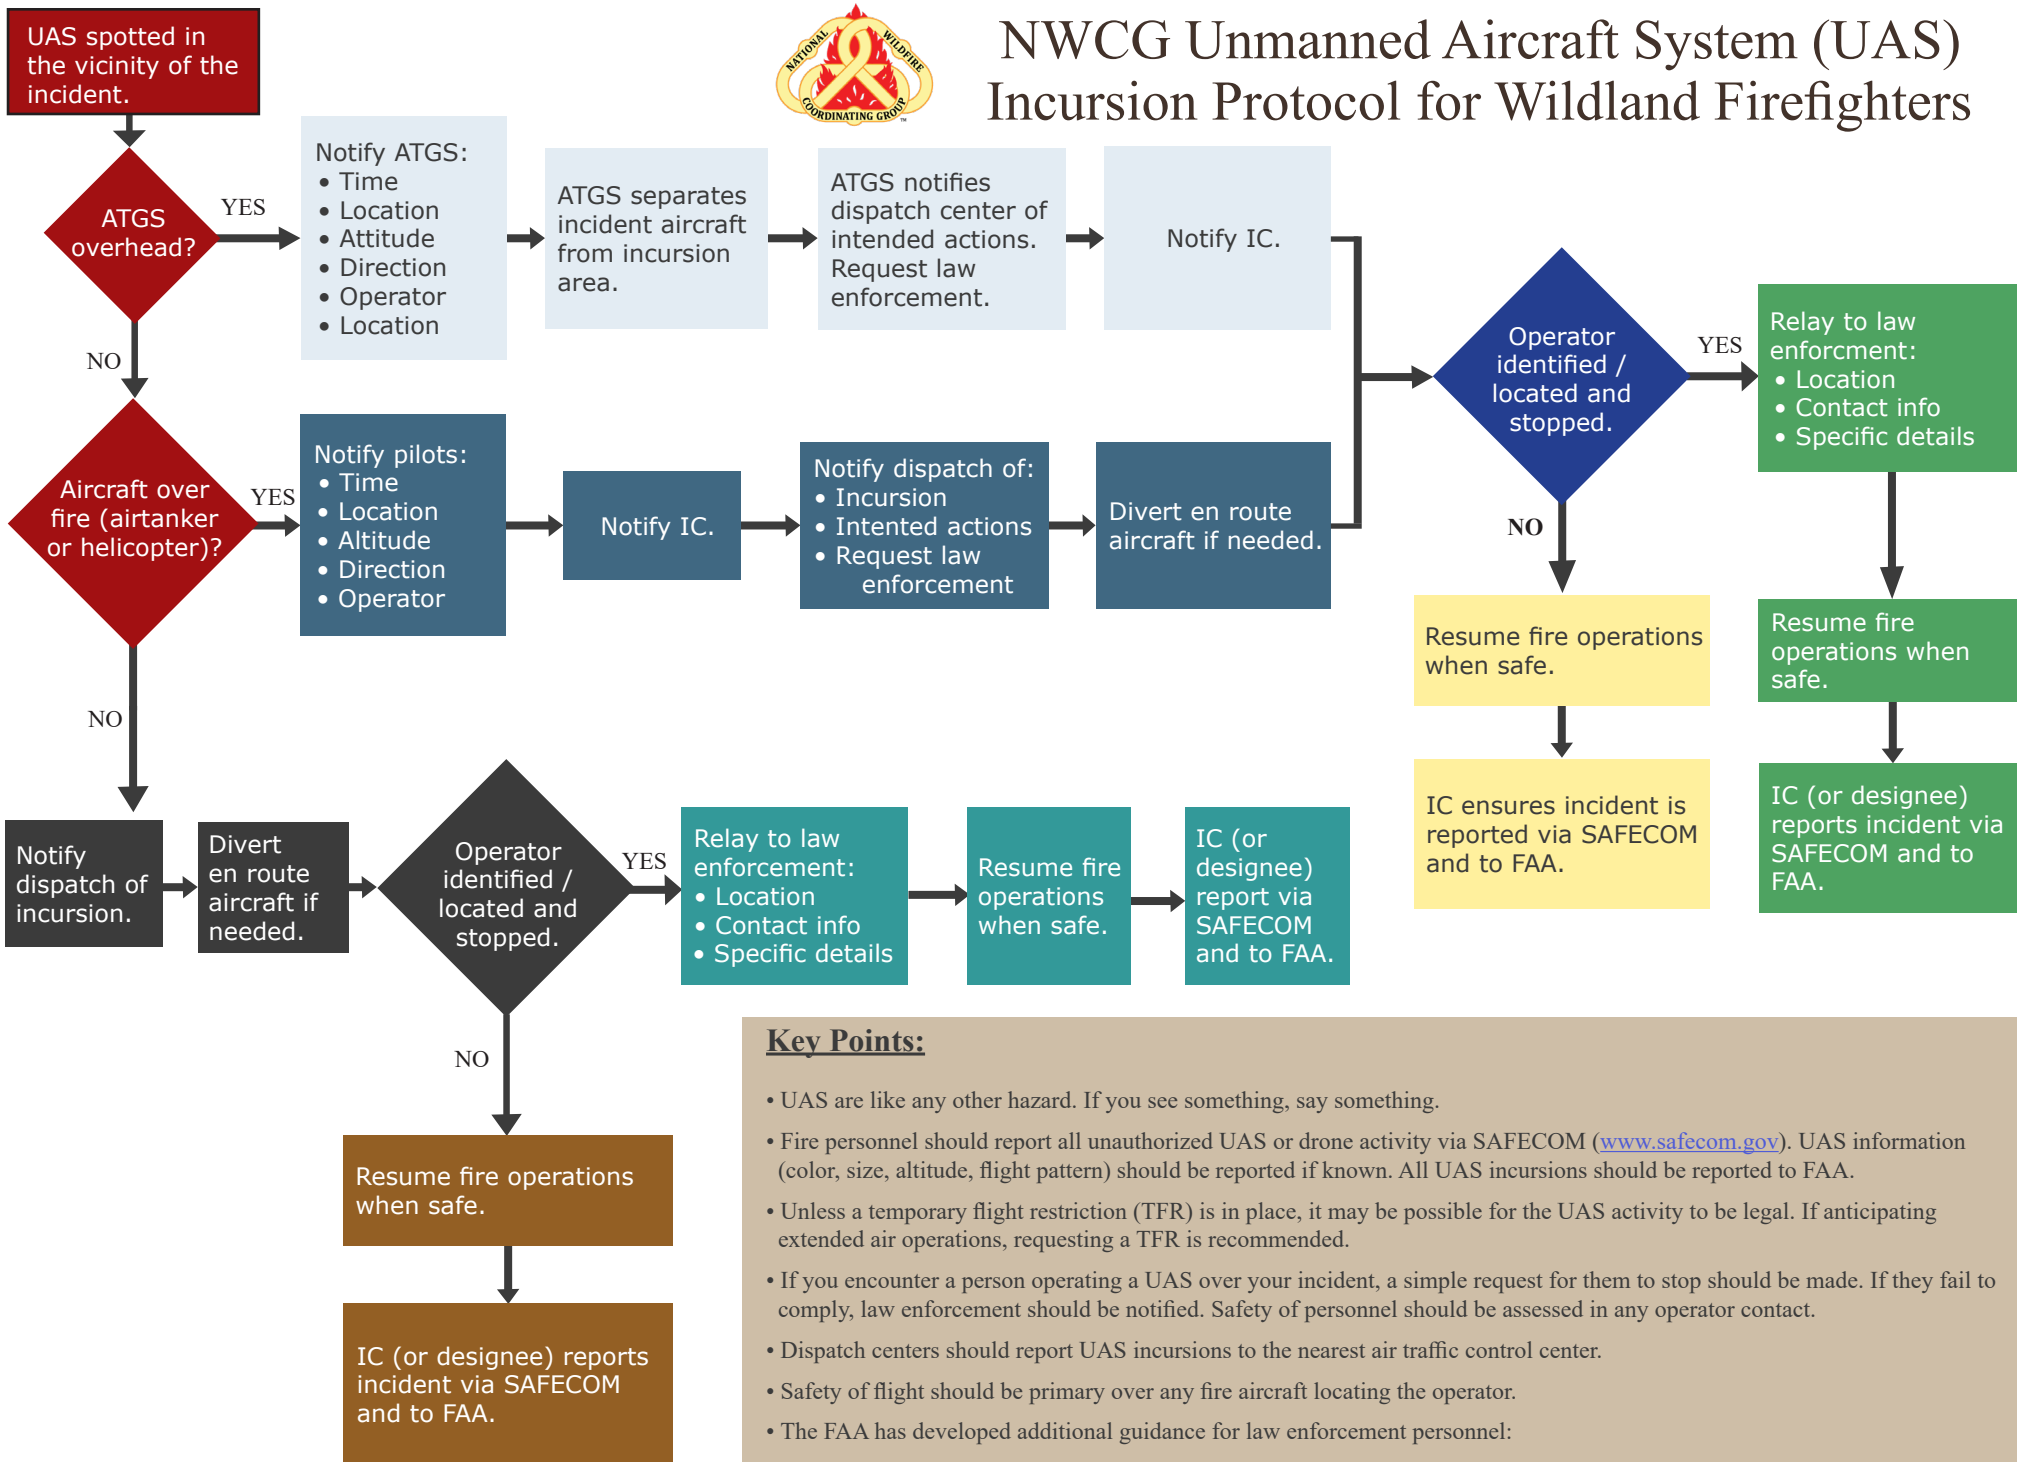 UAS spotted in
the vicinity of the
incident.
NATIONAL WILDFIRE
COORDINATING GROUP
™
NWCG Unmanned Aircraft System (UAS)
Incursion Protocol for Wildland Firefighters
ATGS
overhead?
YES
Notify ATGS:
• Time
• Location
• Attitude
• Direction
• Operator
• Location
ATGS separates
incident aircraft
from incursion
area.
ATGS notifies
dispatch center of
intended actions.
Request law
enforcement.
Notify IC.
NO
Aircraft over
fire (airtanker
or helicopter)?
YES
Notify pilots:
• Time
• Location
• Altitude
• Direction
• Operator
Notify IC.
Notify dispatch of:
• Incursion
• Intented actions
• Request law
enforcement
Divert en route
aircraft if needed.
Operator
identified /
located and
stopped.
YES
Relay to law
enforcment:
• Location
• Contact info
• Specific details
NO
Resume fire operations
when safe.
Resume fire
operations when
safe.
IC ensures incident is
reported via SAFECOM
and to FAA.
IC (or designee)
reports incident via
SAFECOM and to
FAA.
NO
Notify
dispatch of
incursion.
Divert
en route
aircraft if
needed.
Operator
identified /
located and
stopped.
YES
Relay to law
enforcement:
• Location
• Contact info
• Specific details
Resume fire
operations
when safe.
IC (or
designee)
report via
SAFECOM
and to FAA.
NO
Resume fire operations
when safe.
IC (or designee) reports
incident via SAFECOM
and to FAA.
Key Points:
• UAS are like any other hazard. If you see something, say something.
• Fire personnel should report all unauthorized UAS or drone activity via SAFECOM (www.safecom.gov). UAS information
(color, size, altitude, flight pattern) should be reported if known. All UAS incursions should be reported to FAA.
• Unless a temporary flight restriction (TFR) is in place, it may be possible for the UAS activity to be legal. If anticipating
extended air operations, requesting a TFR is recommended.
• If you encounter a person operating a UAS over your incident, a simple request for them to stop should be made. If they fail to
comply, law enforcement should be notified. Safety of personnel should be assessed in any operator contact.
• Dispatch centers should report UAS incursions to the nearest air traffic control center.
• Safety of flight should be primary over any fire aircraft locating the operator.
• The FAA has developed additional guidance for law enforcement personnel: